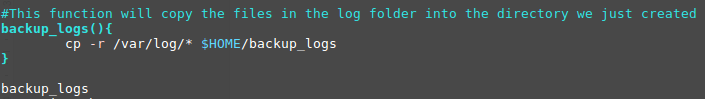 #This function will copy the files in the log folder into the directory we just created
backup_logs(){
        cp -r /var/log/* $HOME/backup_logs
}
backup_logs